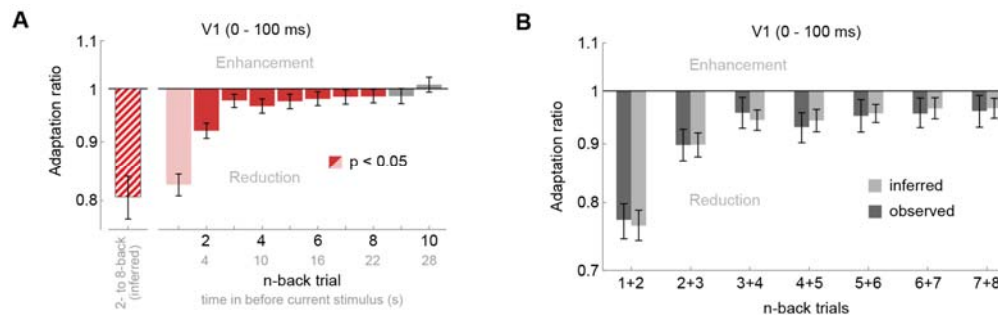 A
V1 (0 - 100 ms)
Adaptation ratio
1.1
1
0.9
0.8
Enhancement
Reduction
p < 0.05
2- to 8-back
(inferred)
2 4 6 8 10
4 10 16 22 28
n-back trial
time in before current stimulus (s)
B
V1 (0 - 100 ms)
Adaptation ratio
1.1
1
0.9
0.8
0.7
Enhancement
Reduction
inferred
observed
1+2 2+3 3+4 4+5 5+6 6+7 7+8
n-back trials